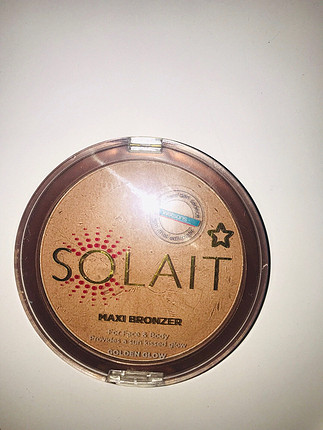 SOLAIT
MAXI BRONZER
For Face & Body
Provides a sun kissed glow
GOLDEN GLOW